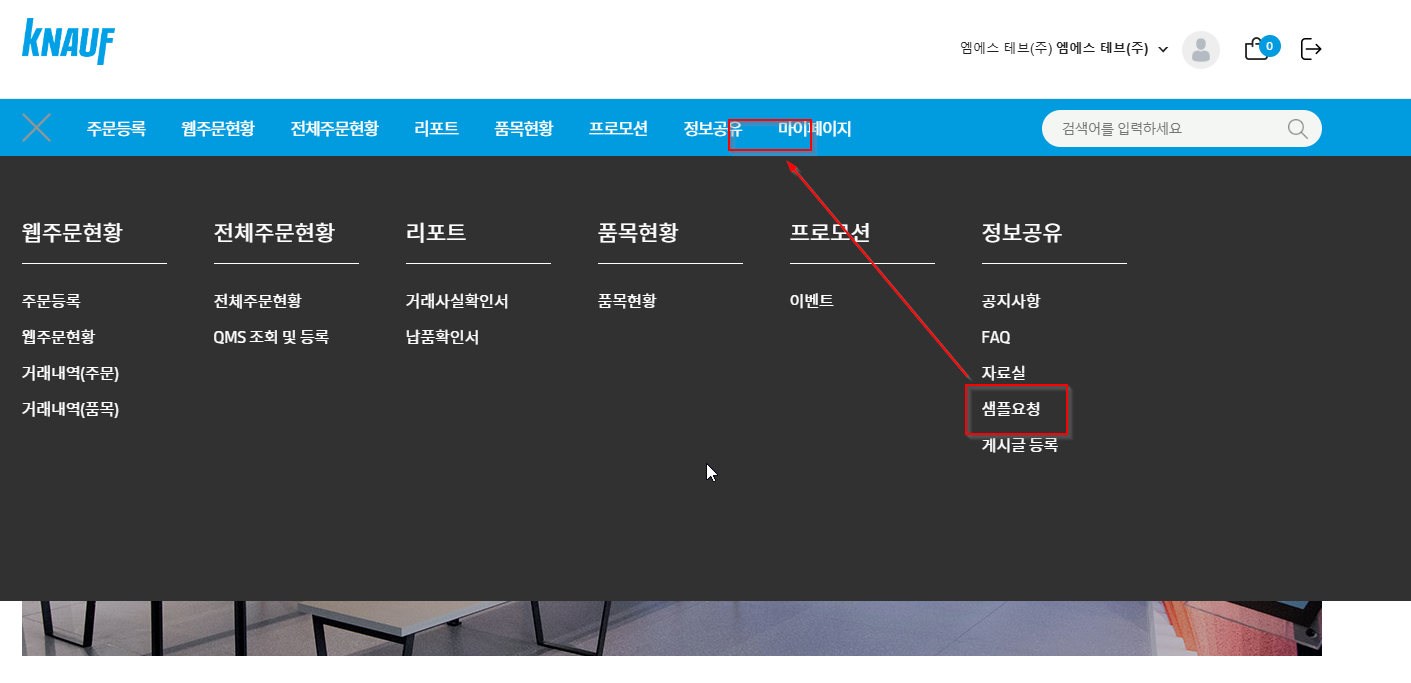 KNAUF
엠에스 테브(주) 엠에스 테브(주)
0
주문등록 웹주문현황 전체주문현황 리포트 품목현황 프로모션 정보공유 마이페이지
검색어를 입력하세요
웹주문현황 전체주문현황 리포트 품목현황 프로모션 정보공유
주문등록 전체주문현황 거래사실확인서 품목현황 이벤트 공지사항
웹주문현황 QMS 조회 및 등록 납품확인서 FAQ
거래내역(주문) 자료실
거래내역(품목) 샘플요청
게시글 등록